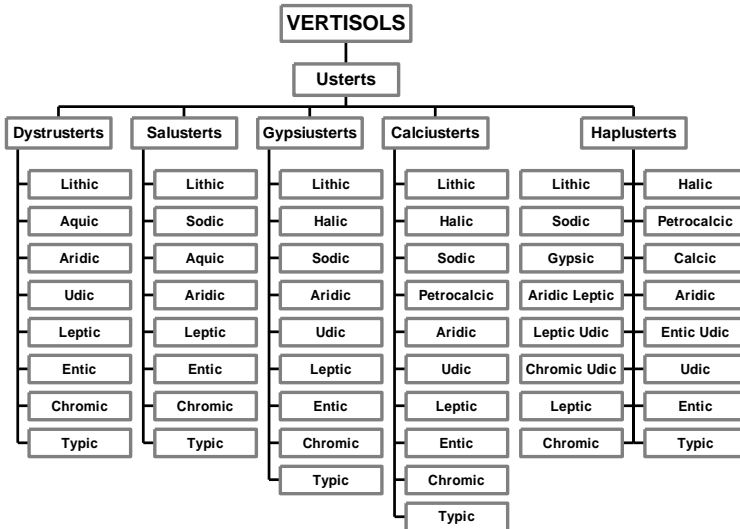 VERTISOLS
Usterts
Dystrusterts
Salusterts
Gypsiusterts
Calciusterts
Haplusterts
Lithic
Aquic
Aridic
Udic
Leptic
Entic
Chromic
Typic
Lithic
Sodic
Aquic
Aridic
Leptic
Entic
Chromic
Typic
Lithic
Halic
Sodic
Aridic
Udic
Leptic
Entic
Chromic
Typic
Lithic
Halic
Sodic
Petrocalcic
Aridic
Udic
Leptic
Entic
Chromic
Typic
Lithic
Halic
Sodic
Petrocalcic
Gypsic
Calcic
Aridic Leptic
Aridic
Leptic Udic
Entic Udic
Chromic Udic
Udic
Leptic
Entic
Chromic
Typic